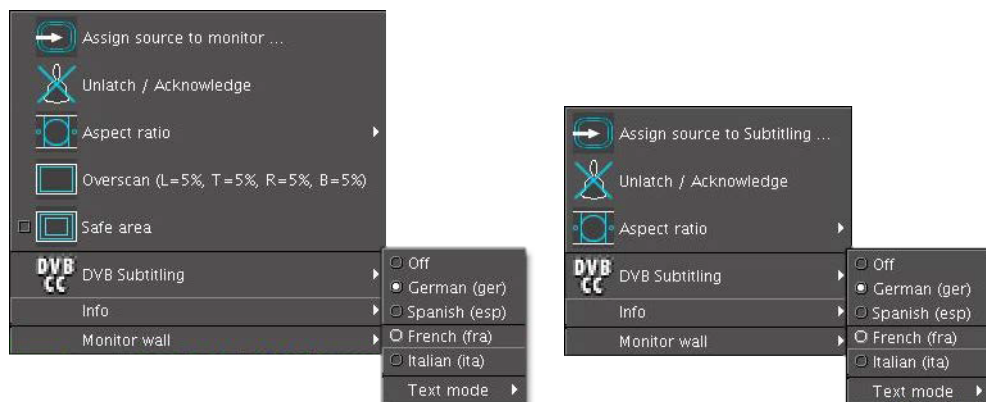 Assign source to monitor ...
Unlatch / Acknowledge
Aspect ratio
Overscan (L=5%, T=5%, R=5%, B=5%)
Safe area
DVB CC DVB Subtitling
Info
Monitor wall
Off
German (ger)
Spanish (esp)
French (fra)
Italian (ita)
Text mode
Assign source to Subtitling ...
Unlatch / Acknowledge
Aspect ratio
DVB CC DVB Subtitling
Info
Monitor wall
Off
German (ger)
Spanish (esp)
French (fra)
Italian (ita)
Text mode